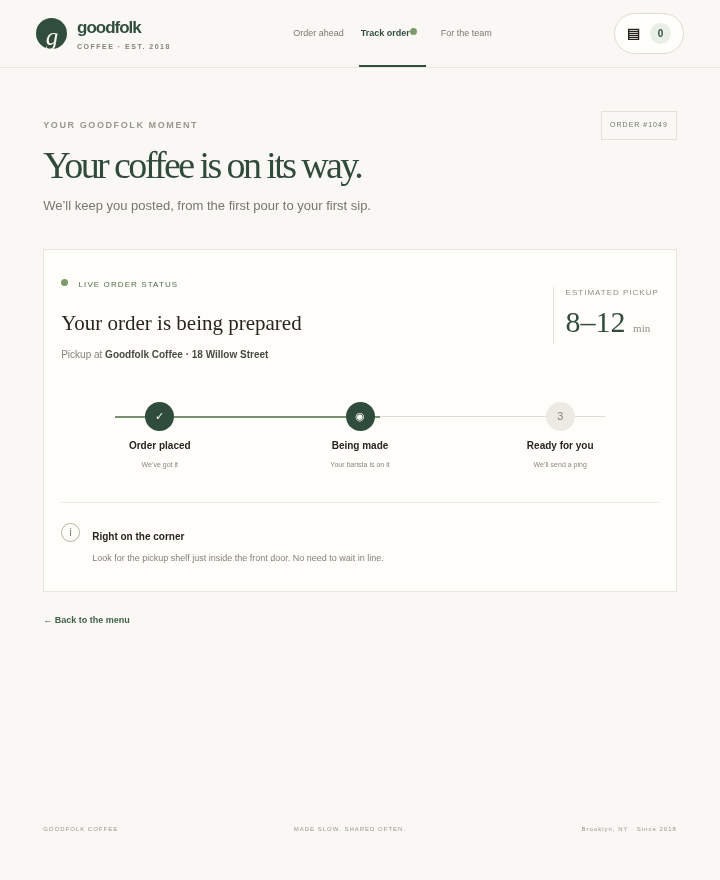 g goodfolk
COFFEE · EST. 2018
Order ahead Track order For the team
0
YOUR GOODFOLK MOMENT
ORDER #1049
Your coffee is on its way.
We'll keep you posted, from the first pour to your first sip.
LIVE ORDER STATUS
ESTIMATED PICKUP
Your order is being prepared
8–12 min
Pickup at Goodfolk Coffee · 18 Willow Street
✓ ◉ 3
Order placed Being made Ready for you
We've got it Your barista is on it We'll send a ping
i Right on the corner
Look for the pickup shelf just inside the front door. No need to wait in line.
← Back to the menu
GOODFOLK COFFEE MADE SLOW. SHARED OFTEN. Brooklyn, NY · Since 2018